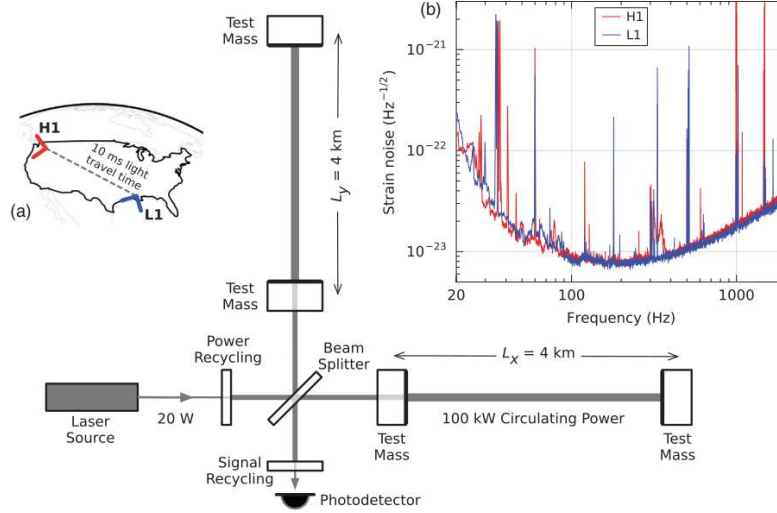 Test
Mass
(b)
H1
L1
10⁻²¹
10⁻²²
10⁻²³
Strain noise (Hz⁻¹/²)
20
100
1000
Frequency (Hz)
H1
10 ms light
travel time
L1
(a)
Ly = 4 km
Test
Mass
Power
Recycling
Beam
Splitter
Lx = 4 km
Laser
Source
20 W
100 kW Circulating Power
Test
Mass
Test
Mass
Signal
Recycling
Photodetector